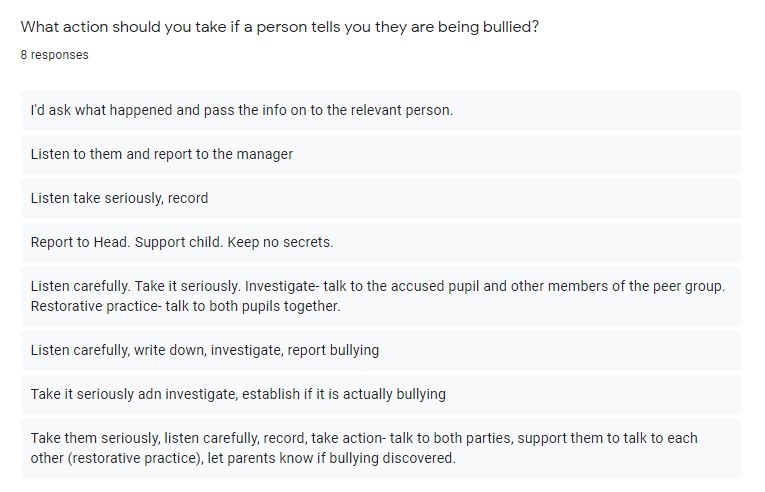 What action should you take if a person tells you they are being bullied?
8 responses
I'd ask what happened and pass the info on to the relevant person.
Listen to them and report to the manager
Listen take seriously, record
Report to Head. Support child. Keep no secrets.
Listen carefully. Take it seriously. Investigate- talk to the accused pupil and other members of the peer group.
Restorative practice- talk to both pupils together.
Listen carefully, write down, investigate, report bullying
Take it seriously adn investigate, establish if it is actually bullying
Take them seriously, listen carefully, record, take action- talk to both parties, support them to talk to each
other (restorative practice), let parents know if bullying discovered.